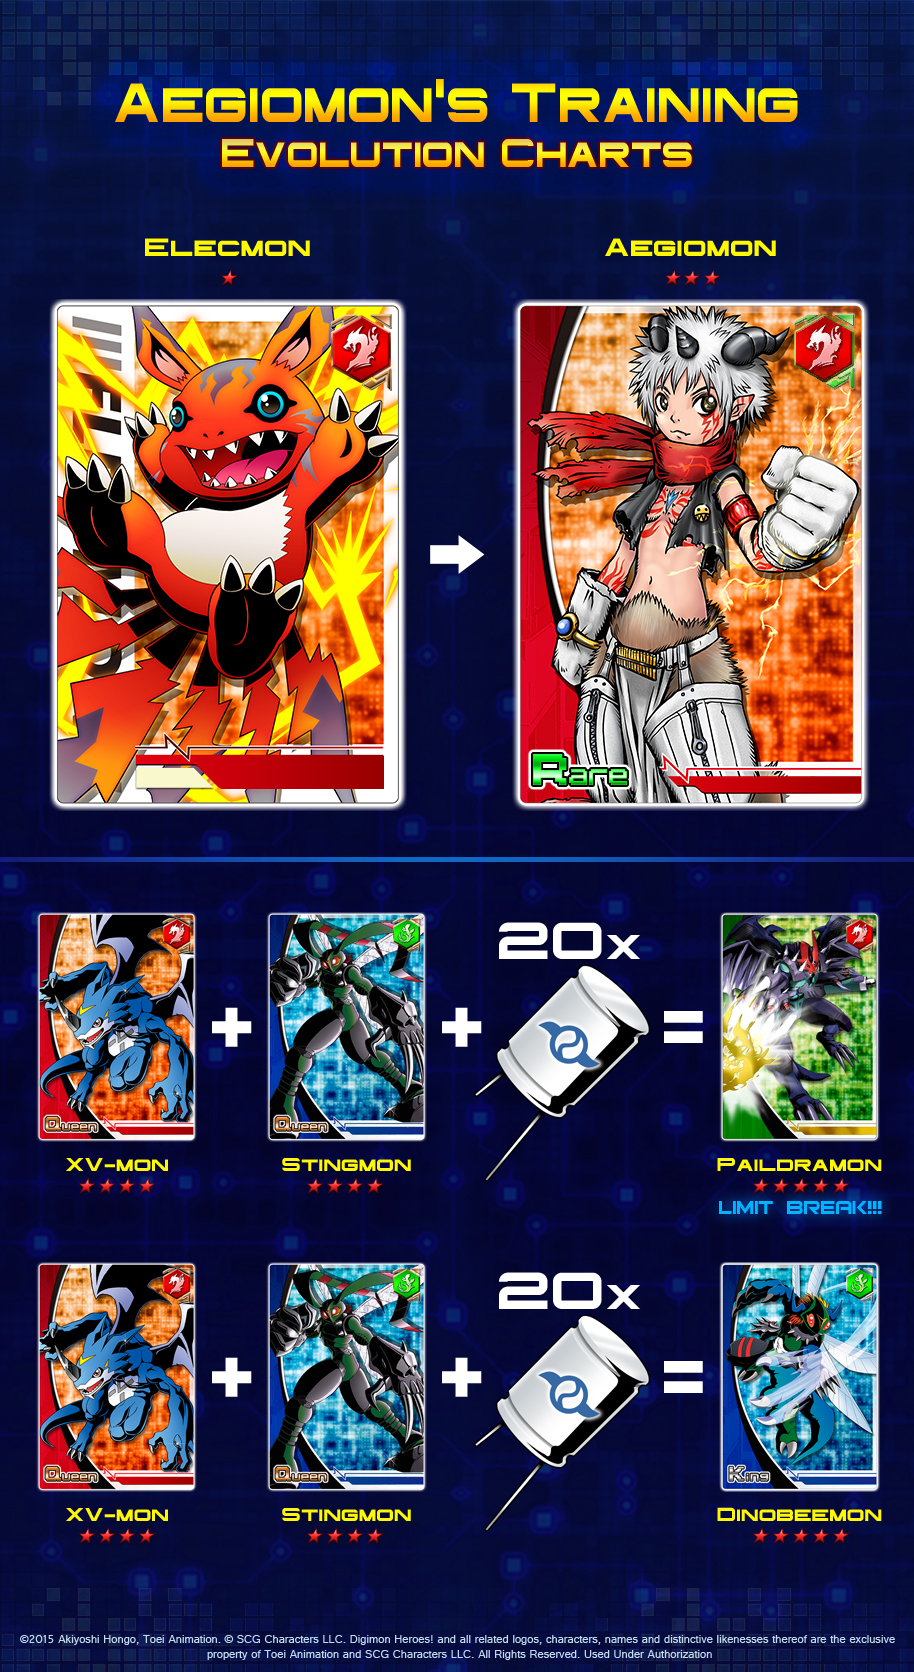 Aegiomon's Training
Evolution Charts
Elecmon
Aegiomon
Rare
20x
Queen
Queen
XV-mon
Stingmon
Paildramon
LIMIT BREAK!!!
20x
Queen
Queen
King
XV-mon
Stingmon
Dinobeemon
©2015 Akiyoshi Hongo, Toei Animation. © SCG Characters LLC. Digimon Heroes! and all related logos, characters, names and distinctive likenesses thereof are the exclusive
property of Toei Animation and SCG Characters LLC. All Rights Reserved. Used Under Authorization